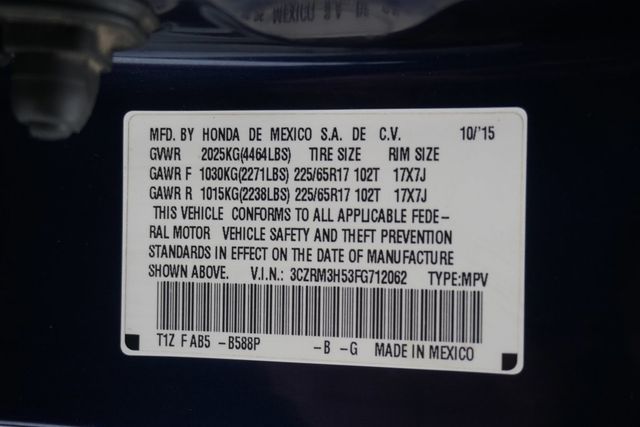 MFD. BY HONDA DE MEXICO S.A. DE C.V. 10/'15
GVWR 2025KG(4464LBS) TIRE SIZE RIM SIZE
GAWR F 1030KG(2271LBS) 225/65R17 102T 17X7J
GAWR R 1015KG(2238LBS) 225/65R17 102T 17X7J
THIS VEHICLE CONFORMS TO ALL APPLICABLE FEDE-
RAL MOTOR VEHICLE SAFETY AND THEFT PREVENTION
STANDARDS IN EFFECT ON THE DATE OF MANUFACTURE
SHOWN ABOVE. V.I.N.: 3CZRM3H53FG712062 TYPE:MPV
T1Z F AB5 -B588P -B -G MADE IN MEXICO